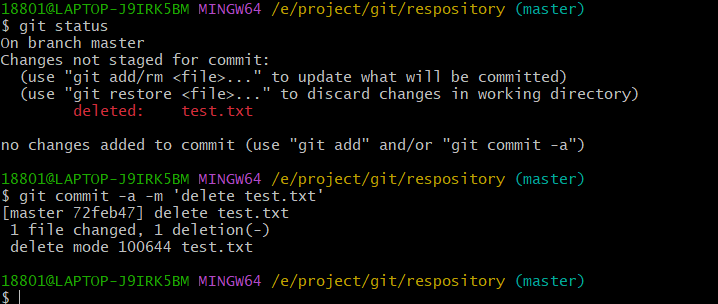 18801@LAPTOP-J9IRK5BM MINGW64 /e/project/git/respository (master)
$ git status
On branch master
Changes not staged for commit:
  (use "git add/rm <file>..." to update what will be committed)
  (use "git restore <file>..." to discard changes in working directory)
        deleted:    test.txt

no changes added to commit (use "git add" and/or "git commit -a")

18801@LAPTOP-J9IRK5BM MINGW64 /e/project/git/respository (master)
$ git commit -a -m 'delete test.txt'
[master 72feb47] delete test.txt
 1 file changed, 1 deletion(-)
 delete mode 100644 test.txt

18801@LAPTOP-J9IRK5BM MINGW64 /e/project/git/respository (master)
$